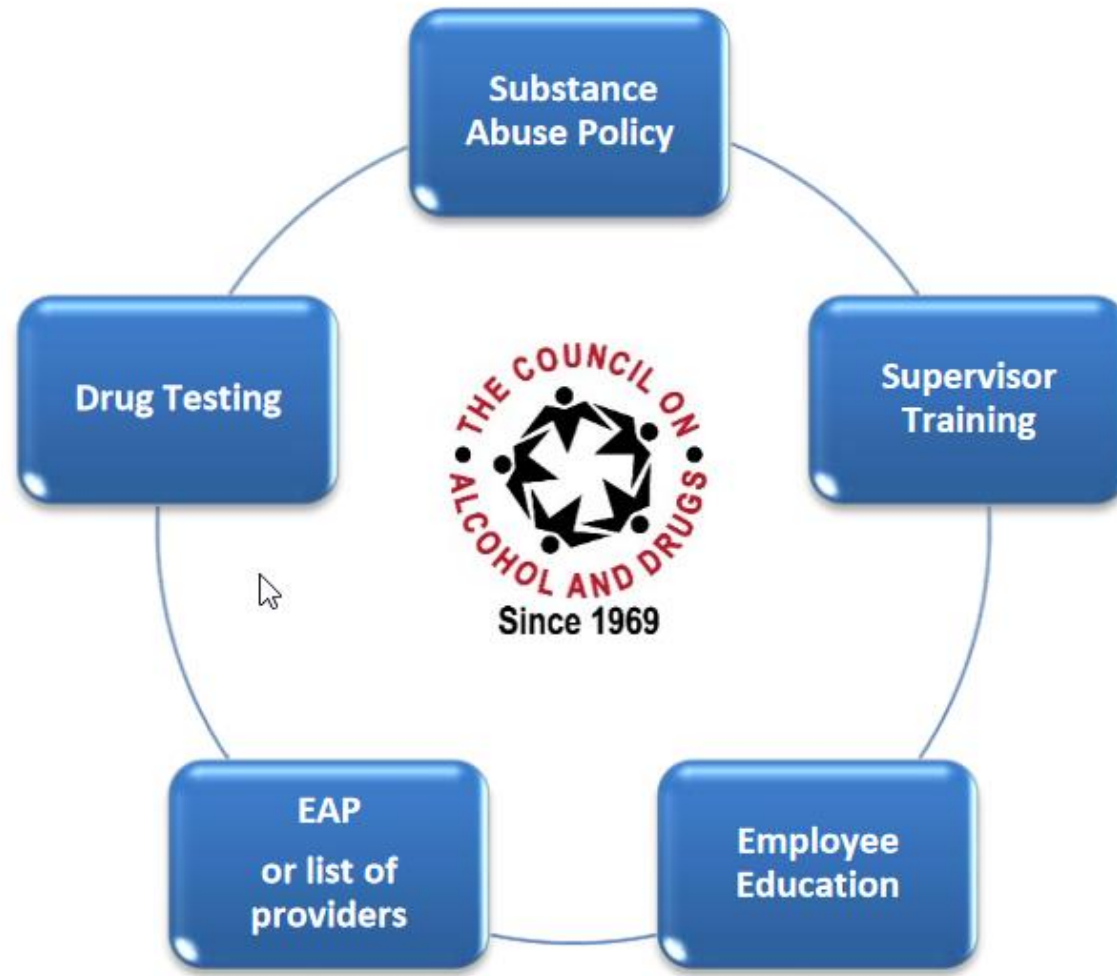 Substance
Abuse Policy
Supervisor
Training
Employee
Education
EAP
or list of
providers
Drug Testing
THE COUNCIL ON
ALCOHOL AND DRUGS
Since 1969